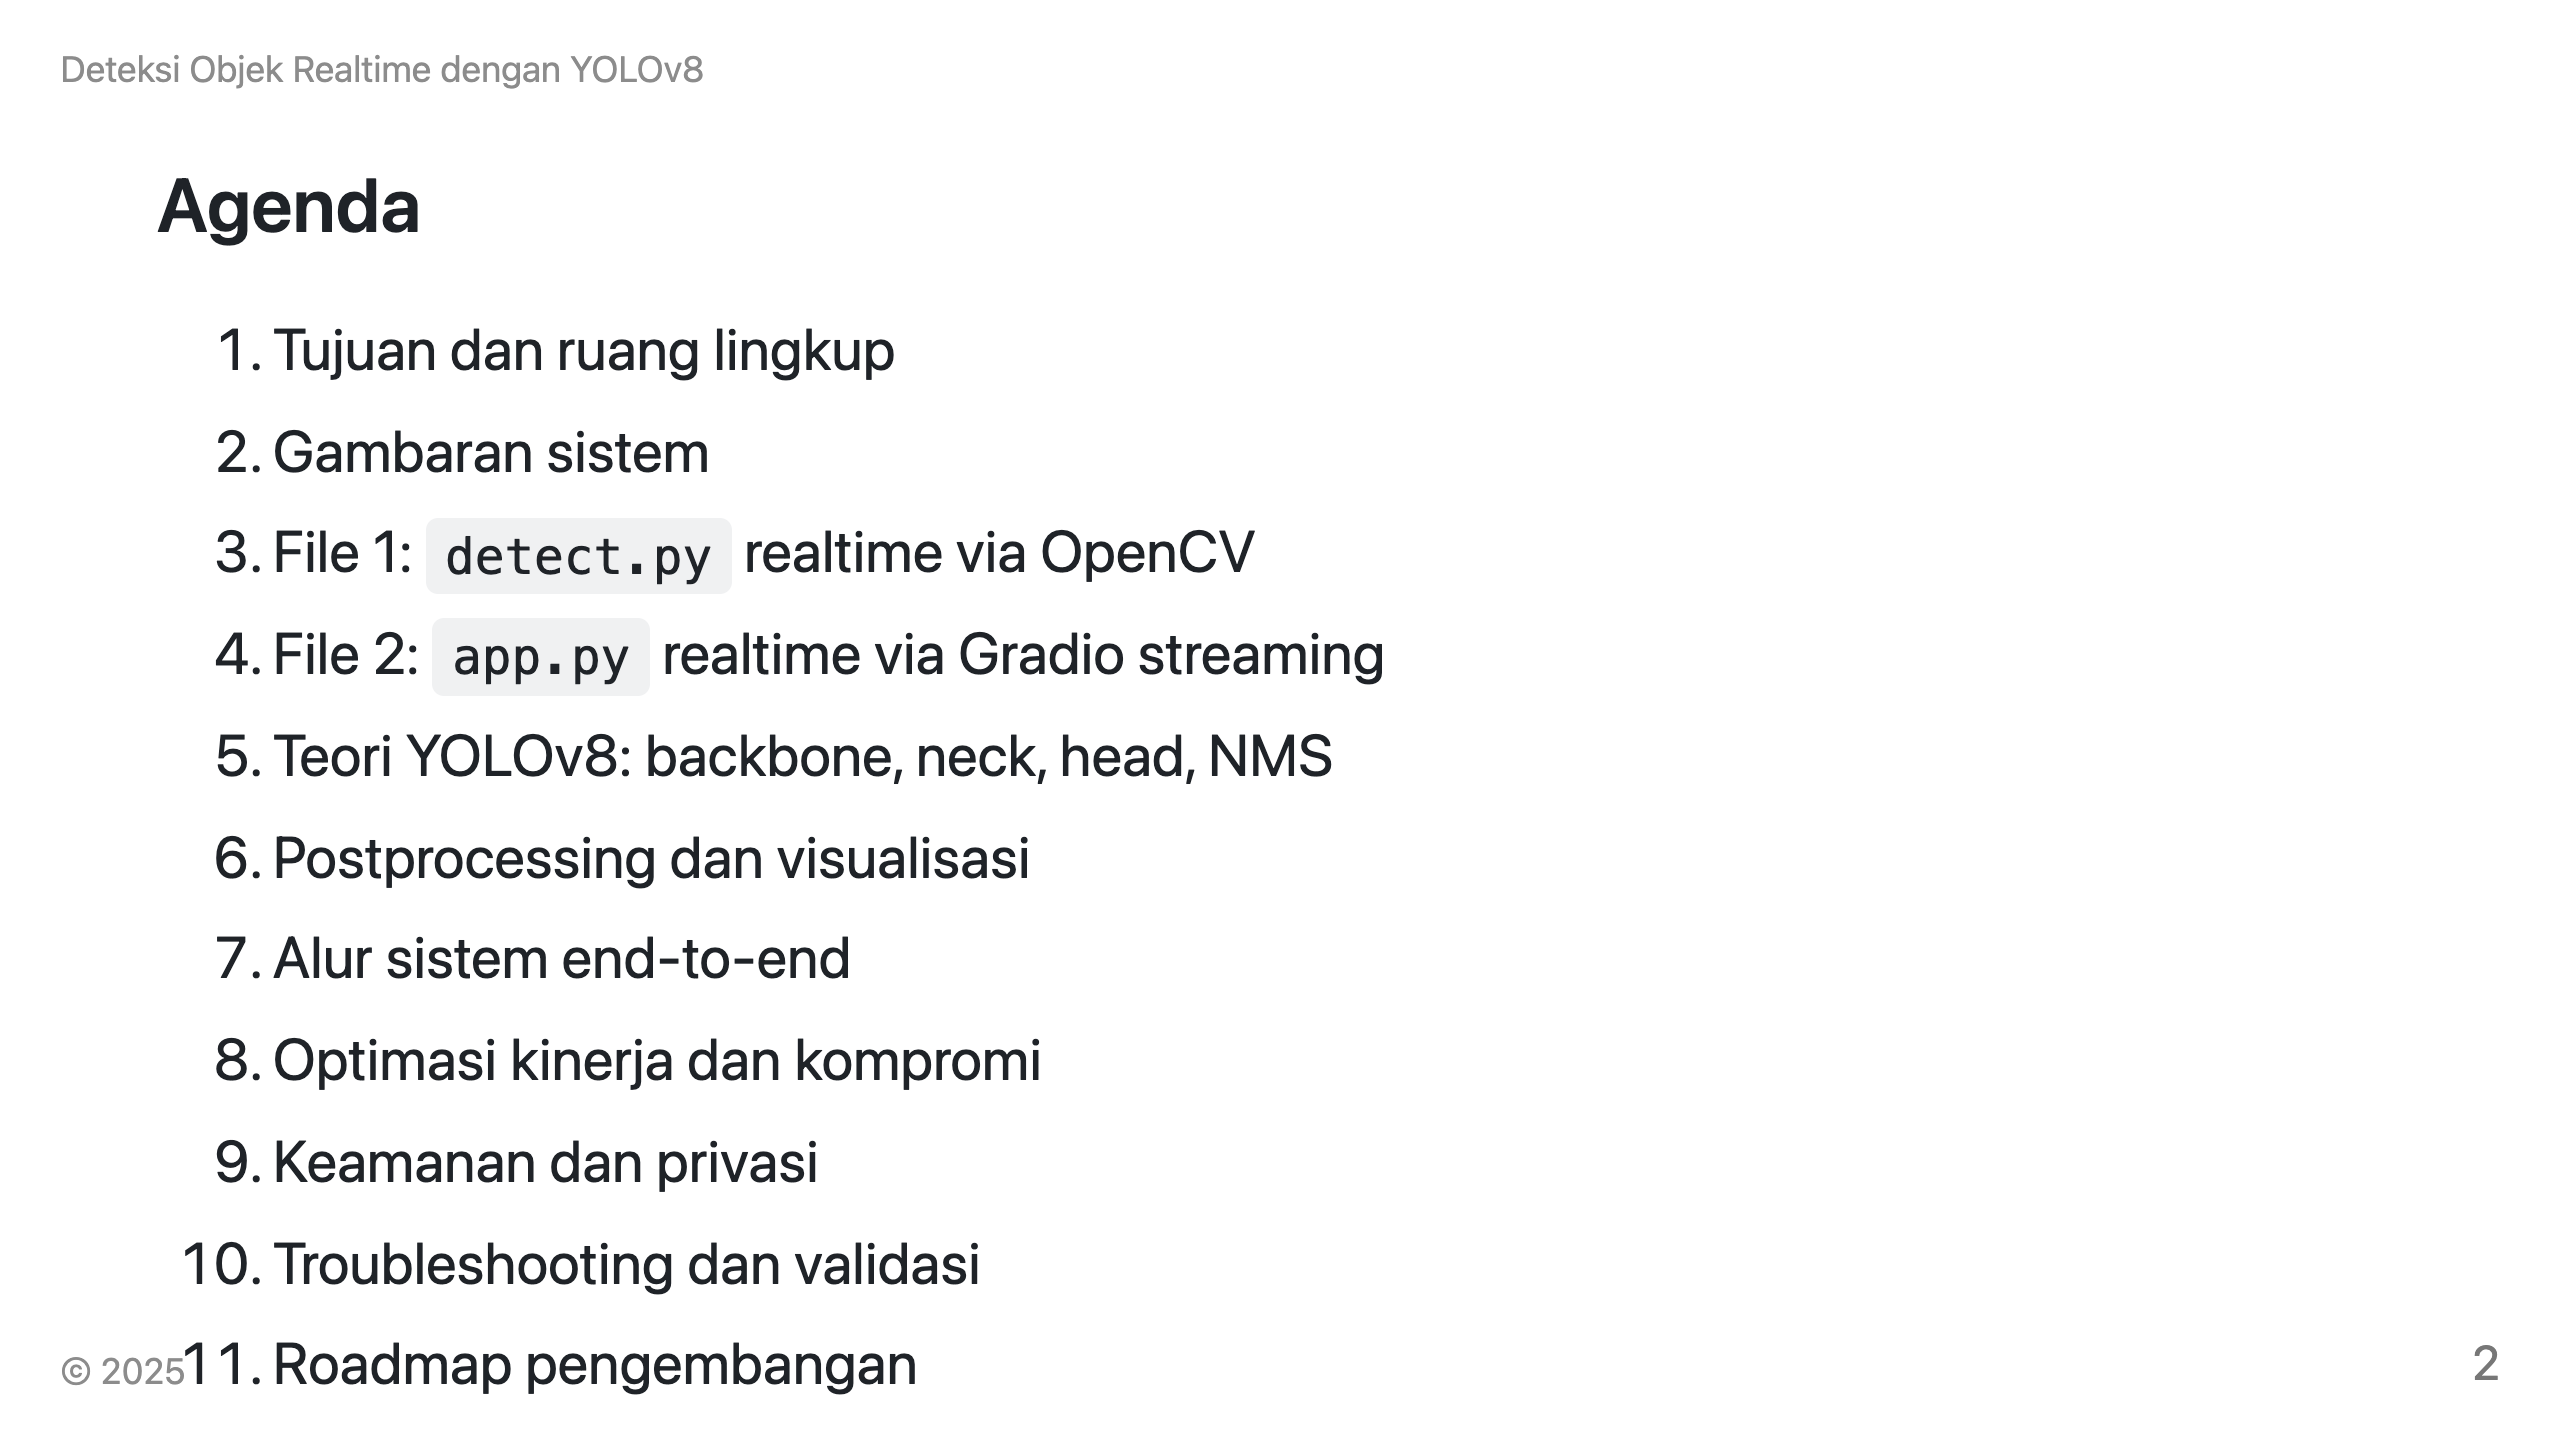 Deteksi Objek Realtime dengan YOLOv8
Agenda
1. Tujuan dan ruang lingkup
2. Gambaran sistem
3. File 1: detect.py realtime via OpenCV
4. File 2: app.py realtime via Gradio streaming
5. Teori YOLOv8: backbone, neck, head, NMS
6. Postprocessing dan visualisasi
7. Alur sistem end-to-end
8. Optimasi kinerja dan kompromi
9. Keamanan dan privasi
10. Troubleshooting dan validasi
11. Roadmap pengembangan
© 2025
2